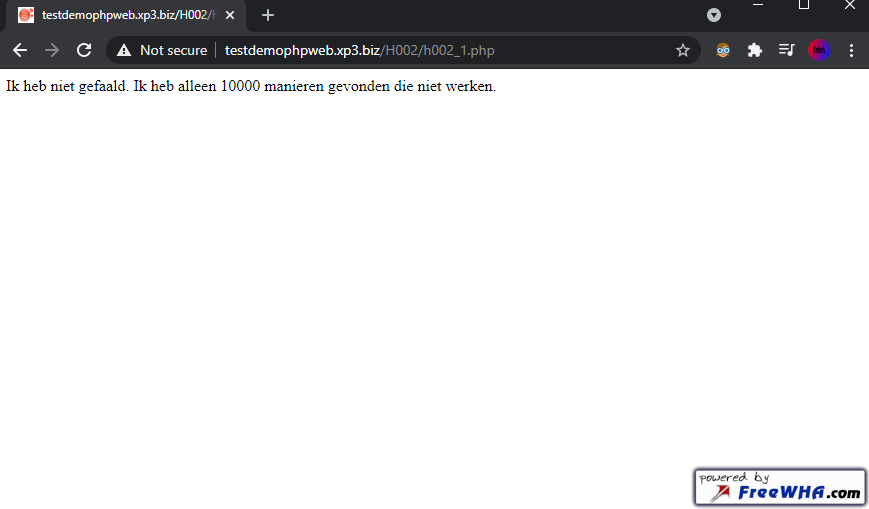 testdemophpweb.xp3.biz/H002/
Not secure testdemophpweb.xp3.biz/H002/h002_1.php
Ik heb niet gefaald. Ik heb alleen 10000 manieren gevonden die niet werken.
powered by
FreeWHA.com